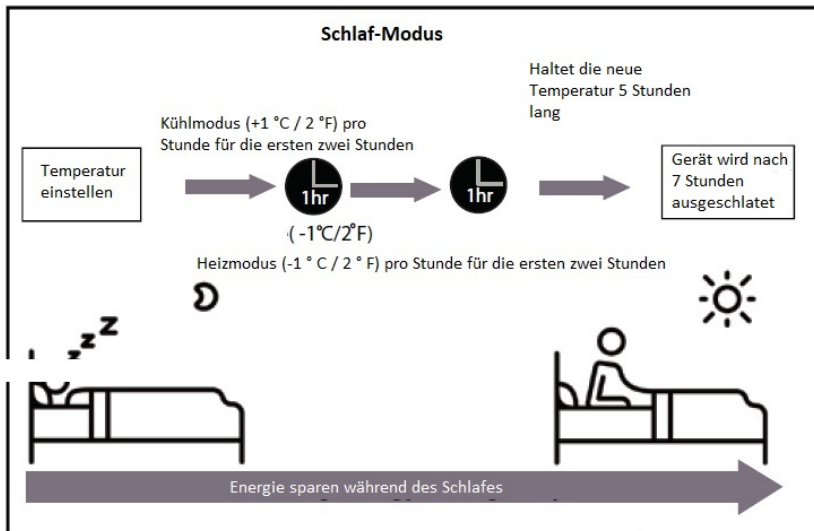 Schlaf-Modus
Haltet die neue
Temperatur 5 Stunden
lang
Kühlmodus (+1 °C / 2 °F) pro
Stunde für die ersten zwei Stunden
Temperatur
einstellen
1hr
1hr
Gerät wird nach
7 Stunden
ausgeschlatet
( -1°C/2°F)
Heizmodus (-1 ° C / 2 ° F) pro Stunde für die ersten zwei Stunden
z z Z
Energie sparen während des Schlafes